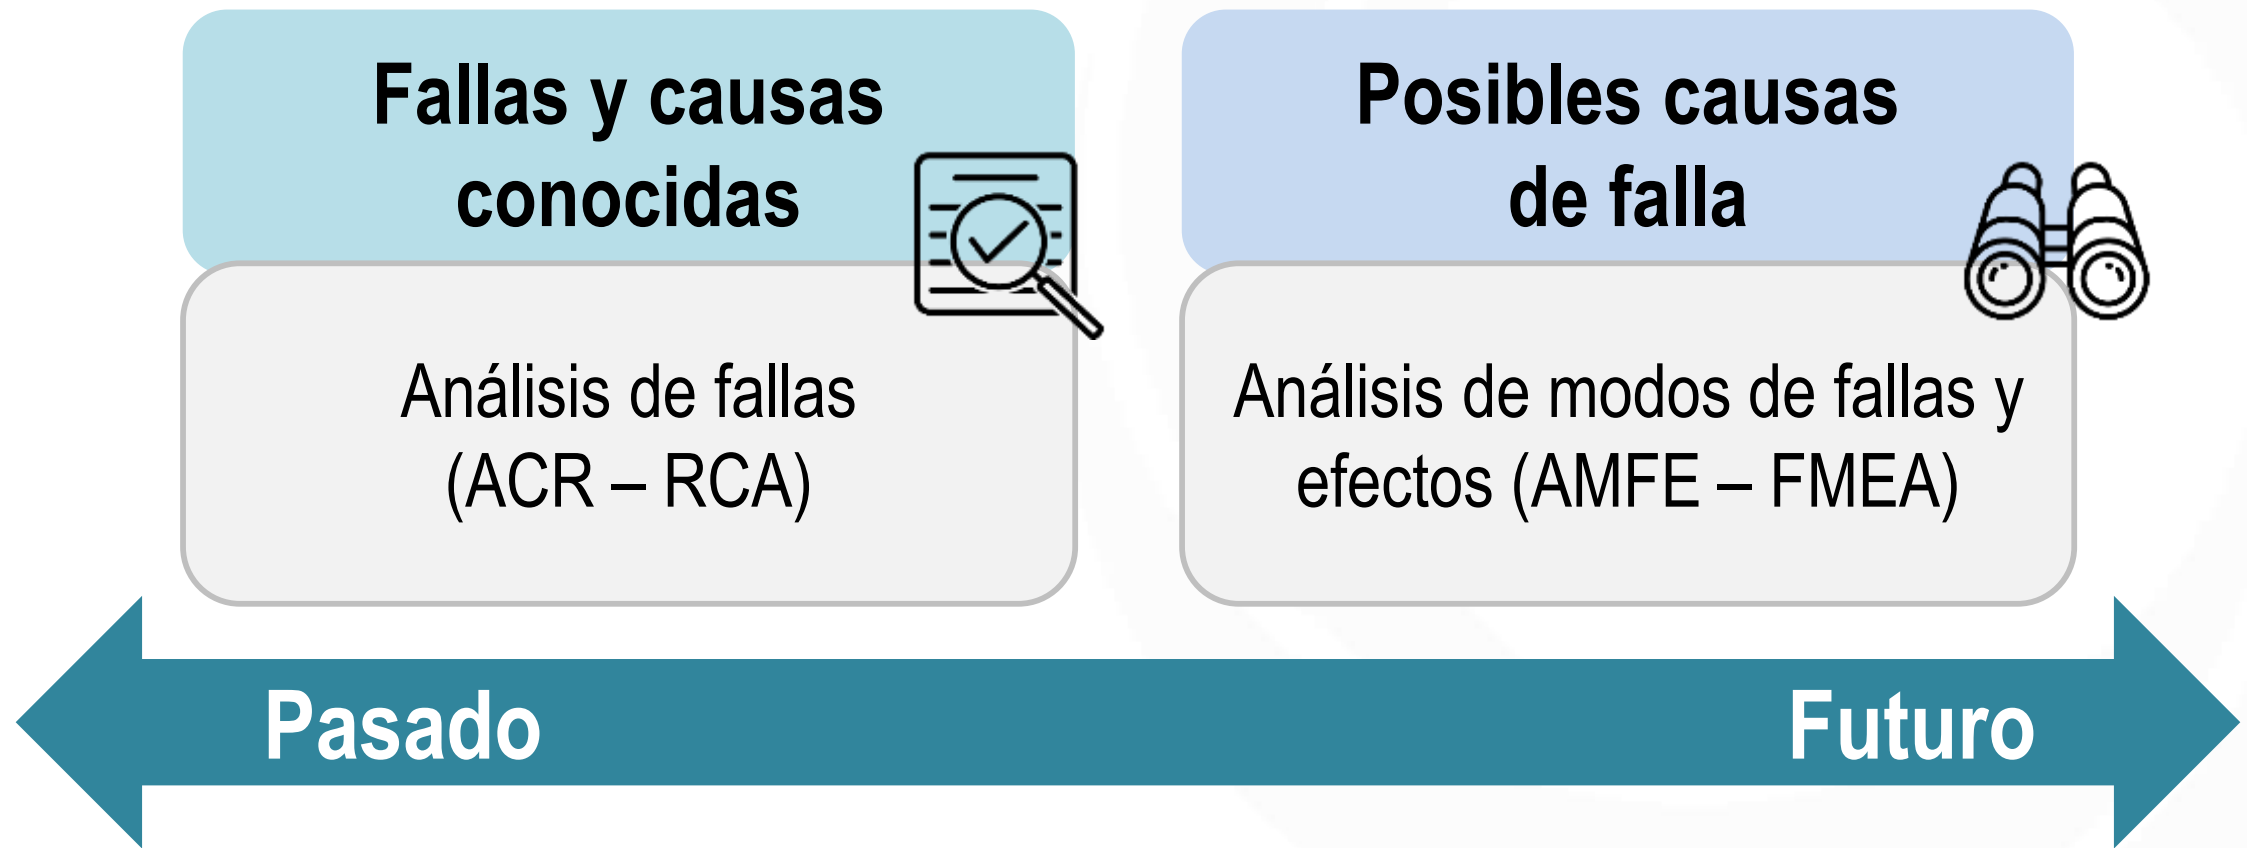 Fallas y causas
conocidas
Análisis de fallas
(ACR – RCA)
Posibles causas
de falla
Análisis de modos de fallas y
efectos (AMFE – FMEA)
Pasado
Futuro